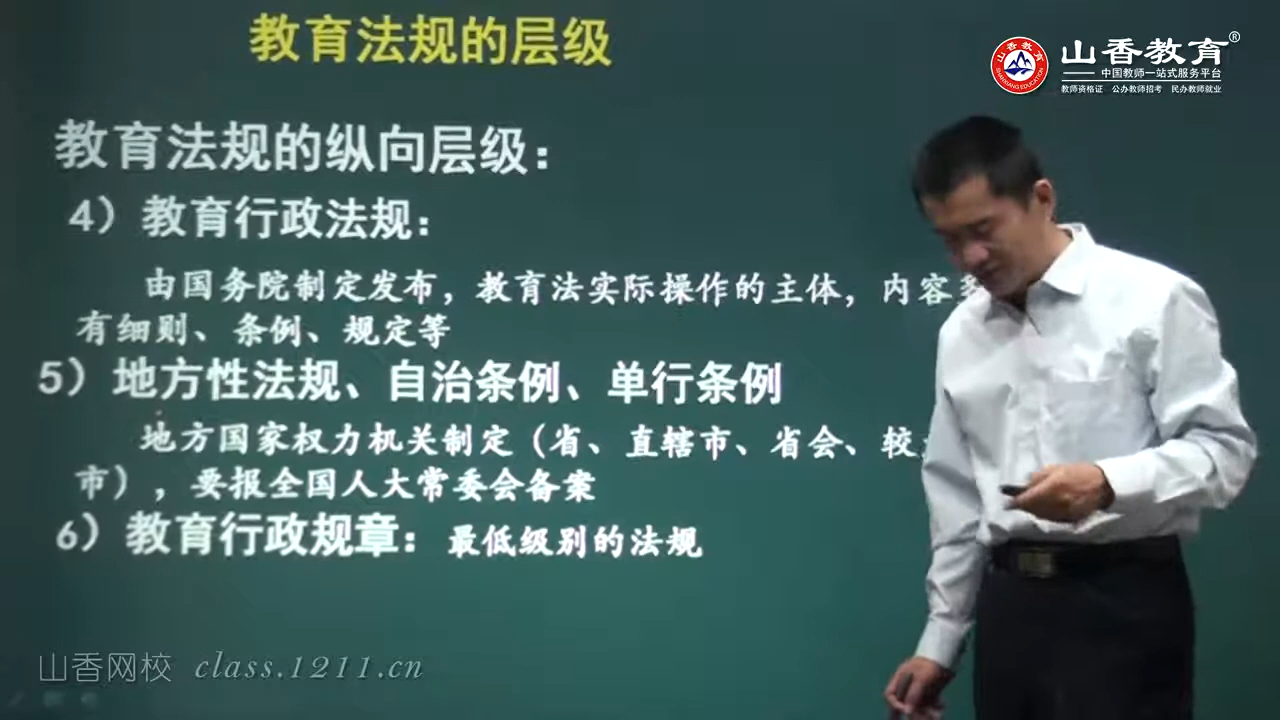 教育法规的层级
山香教育®
中国教师一站式服务平台
教师资格证 公办教师招考 民办教师就业
山香教育
SHANXIANG EDUCATION
教育法规的纵向层级：
4）教育行政法规：
由国务院制定发布，教育法实际操作的主体，内容
有细则、条例、规定等
5）地方性法规、自治条例、单行条例
地方国家权力机关制定（省、直辖市、省会、较
市），要报全国人大常委会备案
6）教育行政规章：最低级别的法规
山香网校 class.1211.cn